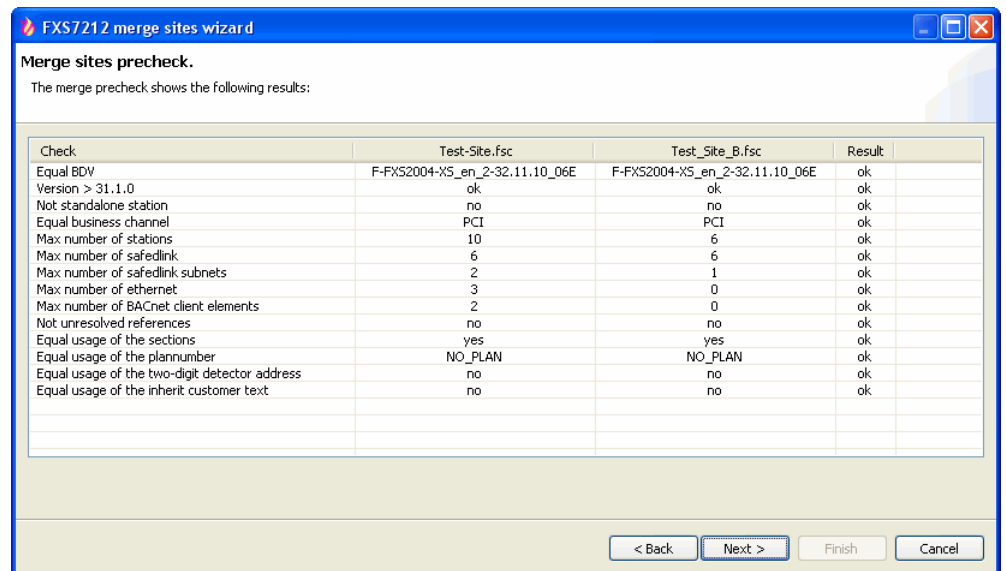 FXS7212 merge sites wizard
Merge sites precheck.
The merge precheck shows the following results:
Check Test-Site.fsc Test_Site_B.fsc Result
Equal BDV F-FXS2004-XS_en_2-32.11.10_06E F-FXS2004-XS_en_2-32.11.10_06E ok
Version > 31.1.0 ok ok ok
Not standalone station no no ok
Equal business channel PCI PCI ok
Max number of stations 10 6 ok
Max number of safedlink 6 6 ok
Max number of safedlink subnets 2 1 ok
Max number of ethernet 3 0 ok
Max number of BACnet client elements 2 0 ok
Not unresolved references no no ok
Equal usage of the sections yes yes ok
Equal usage of the plannumber NO_PLAN NO_PLAN ok
Equal usage of the two-digit detector address no no ok
Equal usage of the inherit customer text no no ok
< Back Next > Finish Cancel